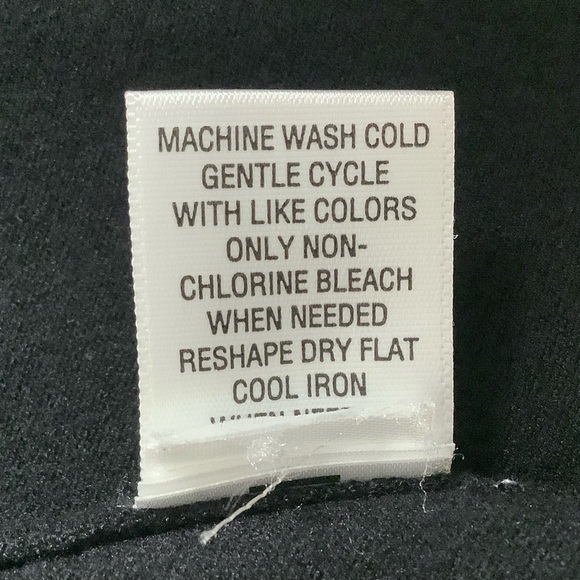 MACHINE WASH COLD
GENTLE CYCLE
WITH LIKE COLORS
ONLY NON-
CHLORINE BLEACH
WHEN NEEDED
RESHAPE DRY FLAT
COOL IRON
WHEN